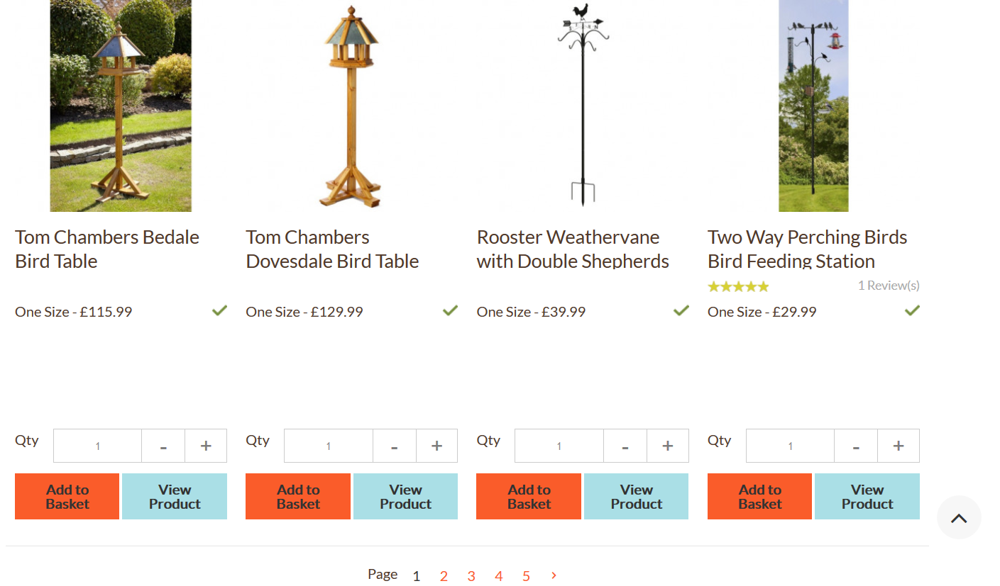 Tom Chambers Bedale
Bird Table
One Size - £115.99
Qty
1
-
+
Add to
Basket
View
Product
Tom Chambers
Dovesdale Bird Table
One Size - £129.99
Qty
1
-
+
Add to
Basket
View
Product
Rooster Weathervane
with Double Shepherds
One Size - £39.99
Qty
1
-
+
Add to
Basket
View
Product
Two Way Perching Birds
Bird Feeding Station
1 Review(s)
One Size - £29.99
Qty
1
-
+
Add to
Basket
View
Product
Page 1 2 3 4 5 ›